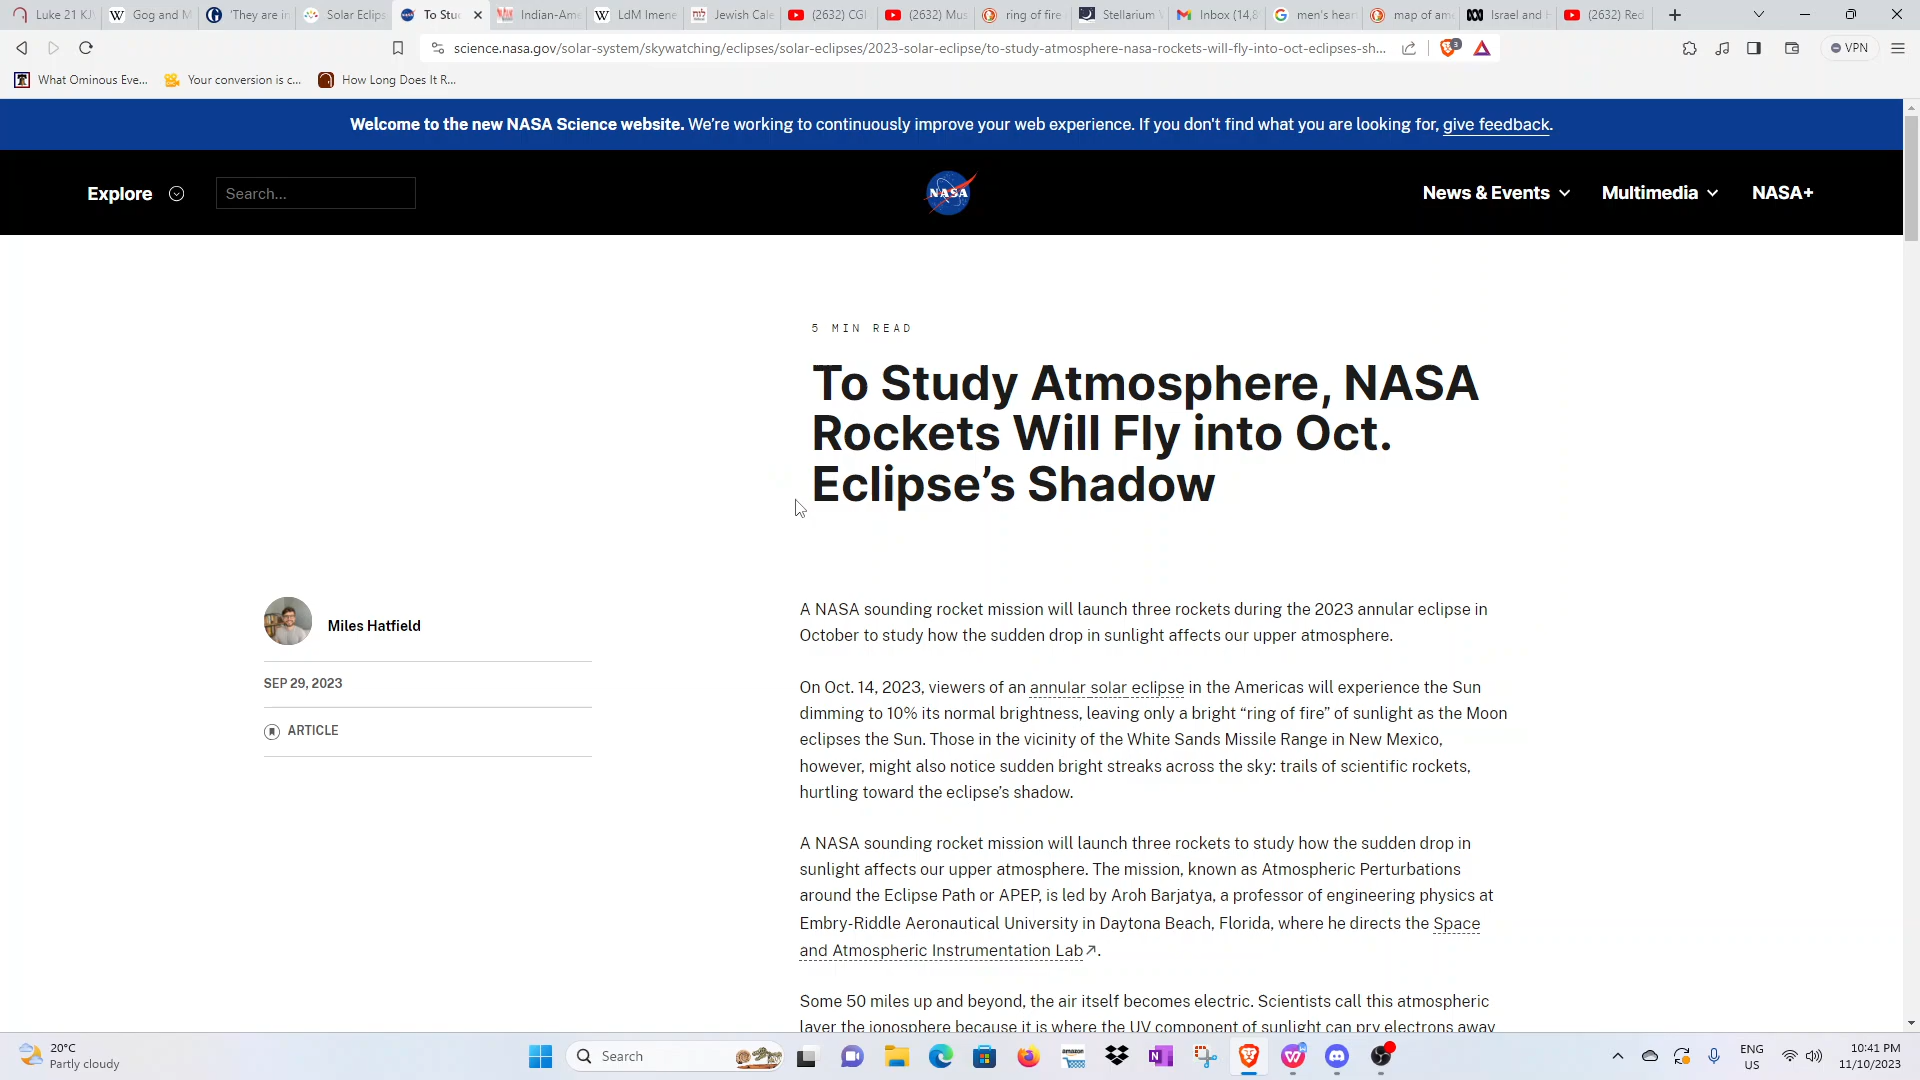 Luke 21 KJ
Gog and M
'They are in
Solar Eclips
To Stu
Indian-Ame
LdM Imene
Jewish Cale
(2632) CG
(2632) Mus
ring of fire
Stellarium
Inbox (14,8
men's hear
map of am
Israel and
(2632) Red
science.nasa.gov/solar-system/skywatching/eclipses/solar-eclipses/2023-solar-eclipse/to-study-atmosphere-nasa-rockets-will-fly-into-oct-eclipses-sh...
3
VPN
What Ominous Eve...
Your conversion is c...
How Long Does It R...
Welcome to the new NASA Science website. We're working to continuously improve your web experience. If you don't find what you are looking for, give feedback.
Explore
Search...
NASA
News & Events
Multimedia
NASA+
5 MIN READ
To Study Atmosphere, NASA
Rockets Will Fly into Oct.
Eclipse’s Shadow
Miles Hatfield
SEP 29, 2023
ARTICLE
A NASA sounding rocket mission will launch three rockets during the 2023 annular eclipse in
October to study how the sudden drop in sunlight affects our upper atmosphere.
On Oct. 14, 2023, viewers of an annular solar eclipse in the Americas will experience the Sun
dimming to 10% its normal brightness, leaving only a bright “ring of fire” of sunlight as the Moon
eclipses the Sun. Those in the vicinity of the White Sands Missile Range in New Mexico,
however, might also notice sudden bright streaks across the sky: trails of scientific rockets,
hurtling toward the eclipse’s shadow.
A NASA sounding rocket mission will launch three rockets to study how the sudden drop in
sunlight affects our upper atmosphere. The mission, known as Atmospheric Perturbations
around the Eclipse Path or APEP, is led by Aroh Barjatya, a professor of engineering physics at
Embry-Riddle Aeronautical University in Daytona Beach, Florida, where he directs the Space
and Atmospheric Instrumentation Lab.
Some 50 miles up and beyond, the air itself becomes electric. Scientists call this atmospheric
layer the ionosphere because it is where the UV component of sunlight can pry electrons away
20°C
Partly cloudy
Search
amazon
ENG
US
10:41 PM
11/10/2023